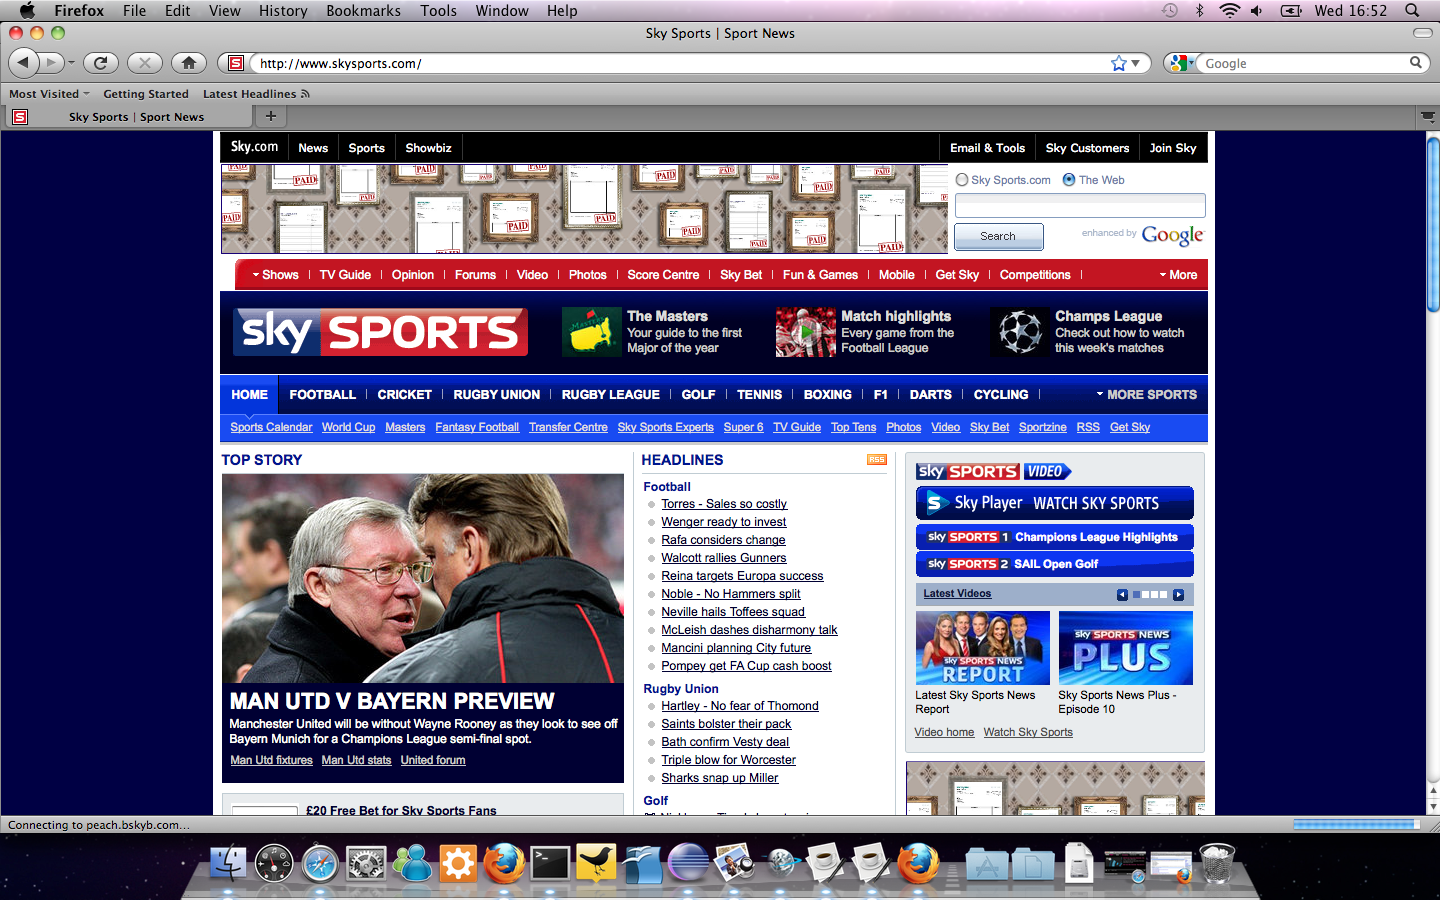 Firefox File Edit View History Bookmarks Tools Window Help Wed 16:52
Sky Sports | Sport News
http://www.skysports.com/ Google
Most Visited Getting Started Latest Headlines
Sky Sports | Sport News
Sky.com News Sports Showbiz Email & Tools Sky Customers Join Sky
PAID PAID PAID PAID PAID PAID PAID PAID PAID PAID PAID PAID
Sky Sports.com The Web
Search enhanced by Google
Shows TV Guide Opinion Forums Video Photos Score Centre Sky Bet Fun & Games Mobile Get Sky Competitions More
sky SPORTS
The Masters
Your guide to the first
Major of the year
Match highlights
Every game from the
Football League
Champs League
Check out how to watch
this week's matches
HOME FOOTBALL CRICKET RUGBY UNION RUGBY LEAGUE GOLF TENNIS BOXING F1 DARTS CYCLING MORE SPORTS
Sports Calendar World Cup Masters Fantasy Football Transfer Centre Sky Sports Experts Super 6 TV Guide Top Tens Photos Video Sky Bet Sportzine RSS Get Sky
TOP STORY
MAN UTD V BAYERN PREVIEW
Manchester United will be without Wayne Rooney as they look to see off
Bayern Munich for a Champions League semi-final spot.
Man Utd fixtures Man Utd stats United forum
£20 Free Bet for Sky Sports Fans
HEADLINES RSS
Football
Torres - Sales so costly
Wenger ready to invest
Rafa considers change
Walcott rallies Gunners
Reina targets Europa success
Noble - No Hammers split
Neville hails Toffees squad
McLeish dashes disharmony talk
Mancini planning City future
Pompey get FA Cup cash boost
Rugby Union
Hartley - No fear of Thomond
Saints bolster their pack
Bath confirm Vesty deal
Triple blow for Worcester
Sharks snap up Miller
Golf
sky SPORTS VIDEO
Sky Player WATCH SKY SPORTS
sky SPORTS 1 Champions League Highlights
sky SPORTS 2 SAIL Open Golf
Latest Videos
sky SPORTS NEWS
REPORT
sky SPORTS NEWS
PLUS
Latest Sky Sports News
Report
Sky Sports News Plus -
Episode 10
Video home Watch Sky Sports
Connecting to peach.bskyb.com...